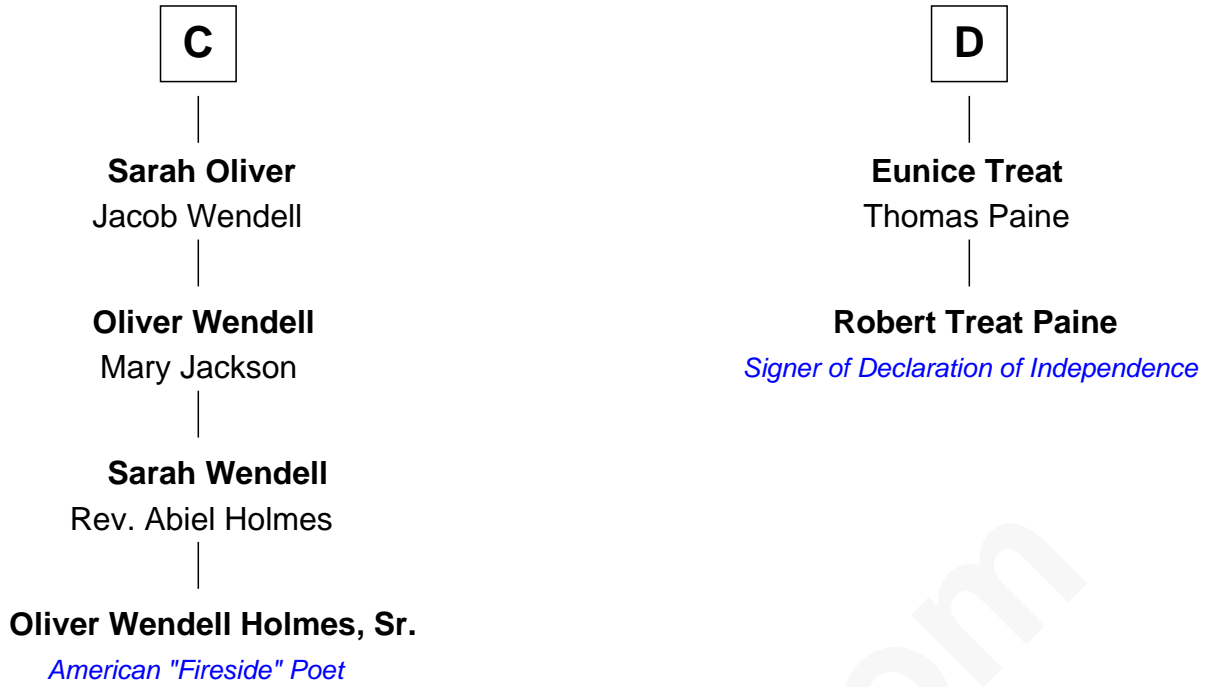 C
Sarah Oliver
Jacob Wendell
Oliver Wendell
Mary Jackson
Sarah Wendell
Rev. Abiel Holmes
Oliver Wendell Holmes, Sr.
American "Fireside" Poet
D
Eunice Treat
Thomas Paine
Robert Treat Paine
Signer of Declaration of Independence
om